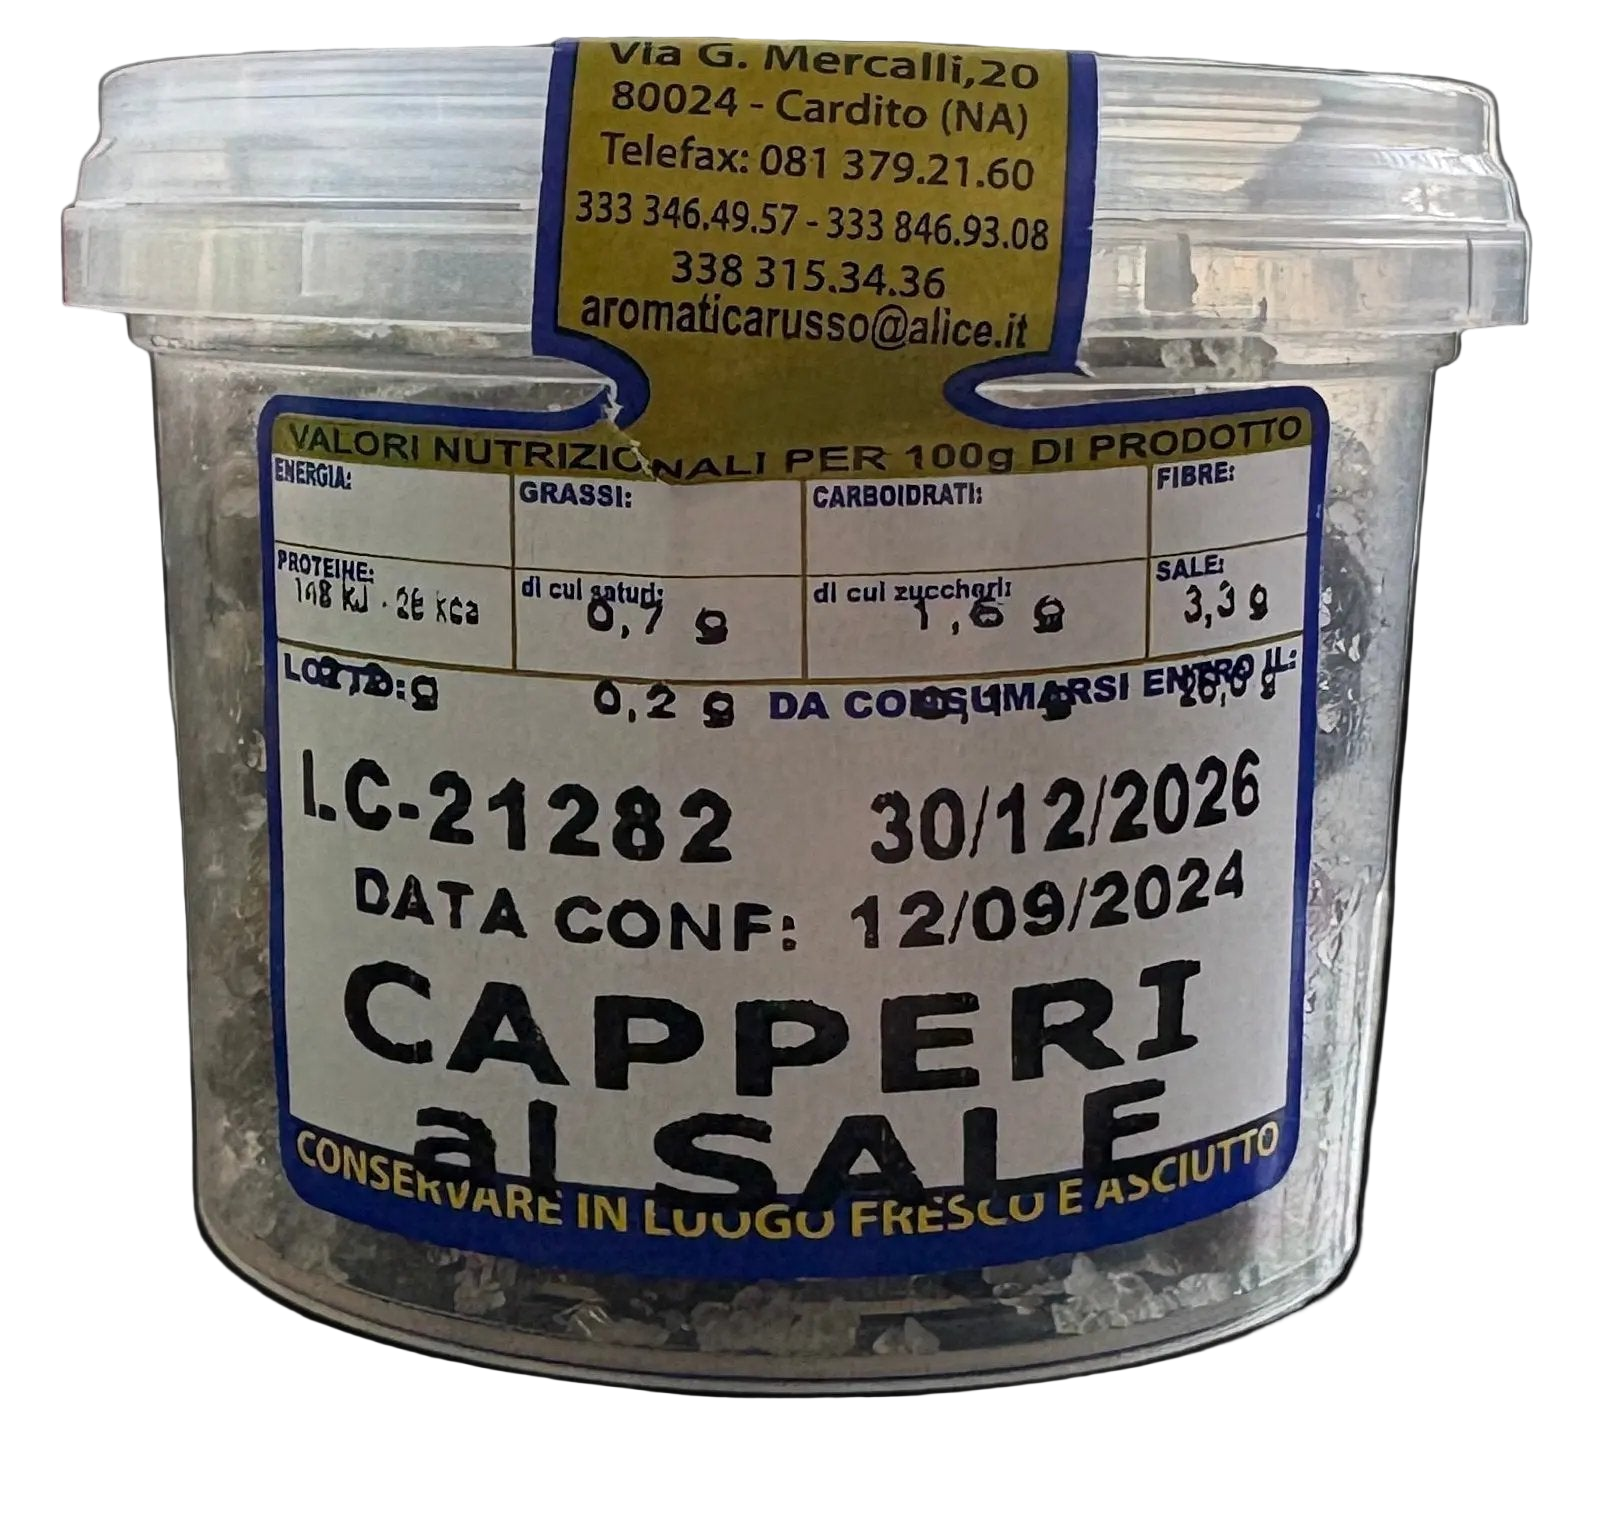 Via G. Mercalli,20
80024 - Cardito (NA)
Telefax: 081 379.21.60
333 346.49.57 - 333 846.93.08
338 315.34.36
aromaticarusso@alice.it
VALORI NUTRIZIONALI PER 100g DI PRODOTTO
ENERGIA: GRASSI: CARBOIDRATI: FIBRE:
PROTEINE: di cui saturi: di cui zuccheri: SALE:
kJ - 0,7 g 1,6 g 3,3 g
LOTTO: 0,2 g DA CONSUMARSI ENTRO IL:
LC-21282 30/12/2026
DATA CONF: 12/09/2024
CAPPERI
al SALE
CONSERVARE IN LUOGO FRESCO E ASCIUTTO